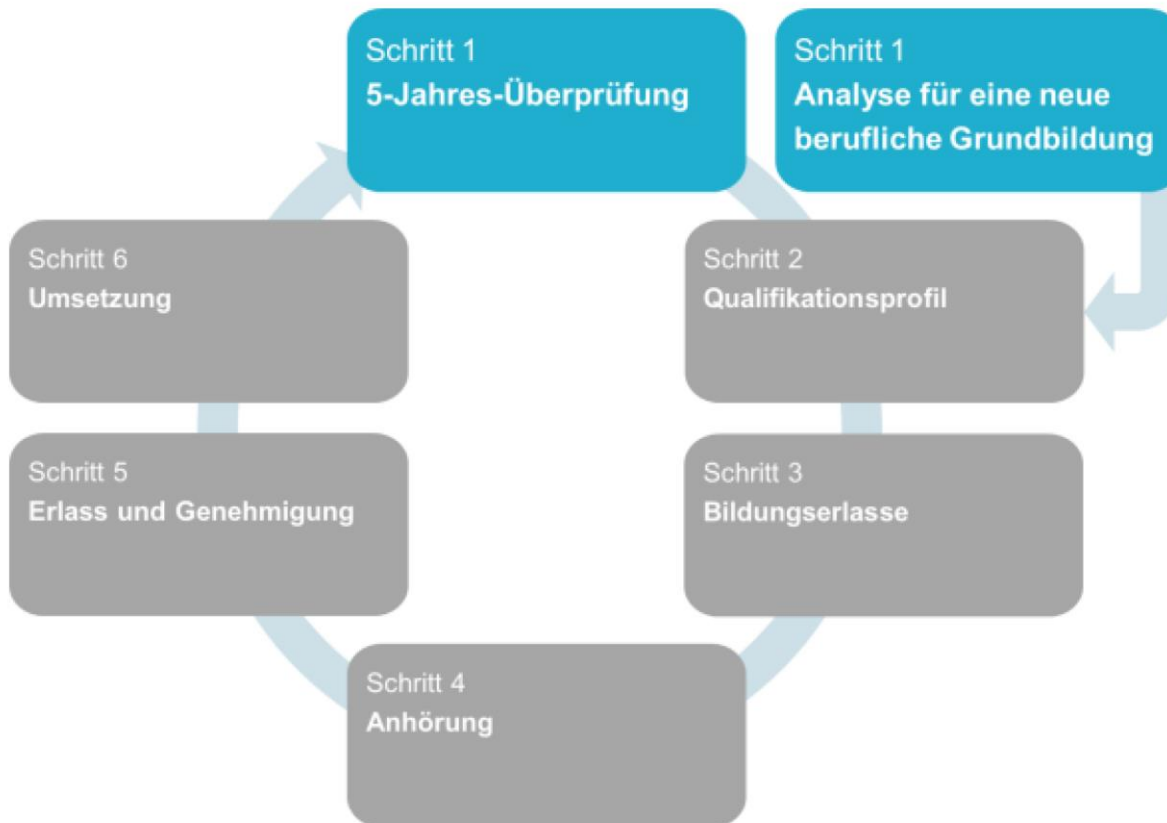 Schritt 1
5-Jahres-Überprüfung
Schritt 1
Analyse für eine neue
berufliche Grundbildung
Schritt 2
Qualifikationsprofil
Schritt 3
Bildungserlasse
Schritt 4
Anhörung
Schritt 5
Erlass und Genehmigung
Schritt 6
Umsetzung